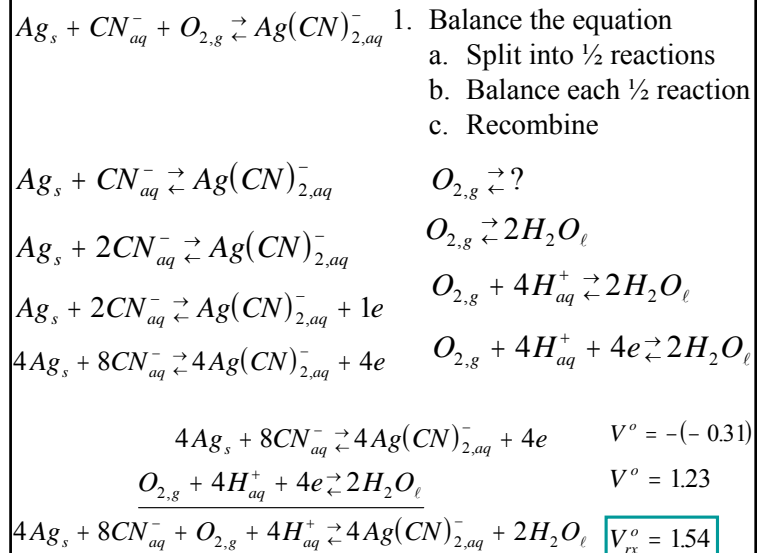 Ag_s + CN^-_aq + O_2,g ⇄ Ag(CN)^-_2,aq 1. Balance the equation
a. Split into ½ reactions
b. Balance each ½ reaction
c. Recombine
Ag_s + CN^-_aq ⇄ Ag(CN)^-_2,aq
O_2,g ⇄ ?
Ag_s + 2CN^-_aq ⇄ Ag(CN)^-_2,aq
O_2,g ⇄ 2H_2O_ℓ
Ag_s + 2CN^-_aq ⇄ Ag(CN)^-_2,aq + 1e
O_2,g + 4H^+_aq ⇄ 2H_2O_ℓ
4Ag_s + 8CN^-_aq ⇄ 4Ag(CN)^-_2,aq + 4e
O_2,g + 4H^+_aq + 4e ⇄ 2H_2O_ℓ
4Ag_s + 8CN^-_aq ⇄ 4Ag(CN)^-_2,aq + 4e V^o = -(- 0.31)
O_2,g + 4H^+_aq + 4e ⇄ 2H_2O_ℓ V^o = 1.23
4Ag_s + 8CN^-_aq + O_2,g + 4H^+_aq ⇄ 4Ag(CN)^-_2,aq + 2H_2O_ℓ V^o_rx = 1.54